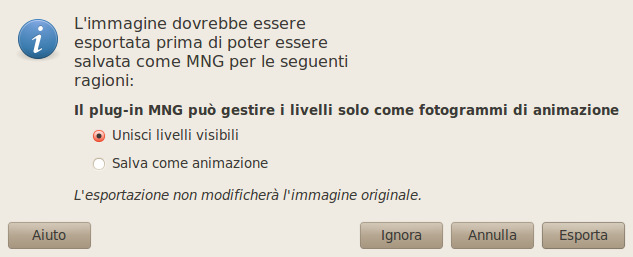 L'immagine dovrebbe essere
esportata prima di poter essere
salvata come MNG per le seguenti
ragioni:
Il plug-in MNG può gestire i livelli solo come fotogrammi di animazione
Unisci livelli visibili
Salva come animazione
L'esportazione non modificherà l'immagine originale.
Aiuto Ignora Annulla Esporta